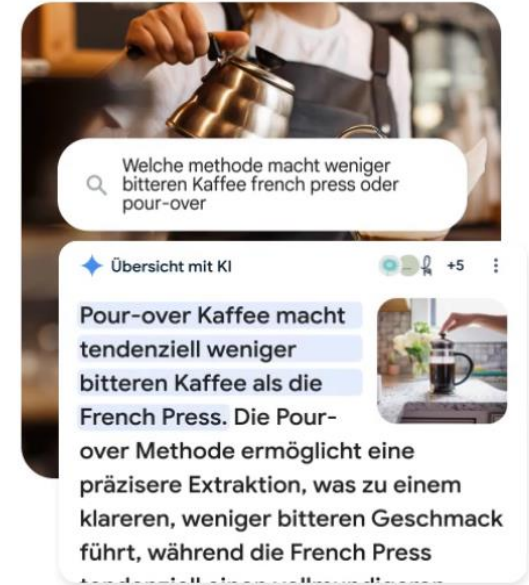 Welche methode macht weniger
bitteren Kaffee french press oder
pour-over
Übersicht mit KI
+5
Pour-over Kaffee macht
tendenziell weniger
bitteren Kaffee als die
French Press. Die Pour-
over Methode ermöglicht eine
präzisere Extraktion, was zu einem
klareren, weniger bitteren Geschmack
führt, während die French Press